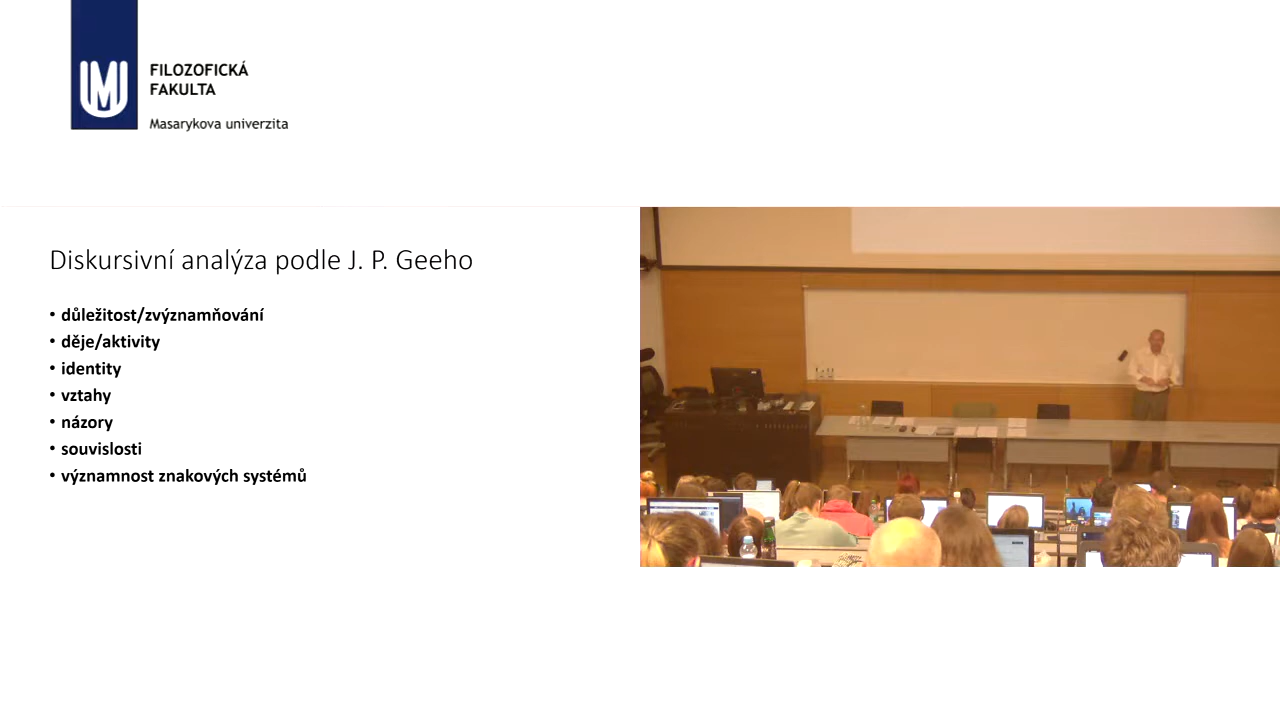 FILOZOFICKÁ
FAKULTA
Masarykova univerzita
Diskursivní analýza podle J. P. Geeho
• důležitost/zvýznamňování
• děje/aktivity
• identity
• vztahy
• názory
• souvislosti
• významnost znakových systémů